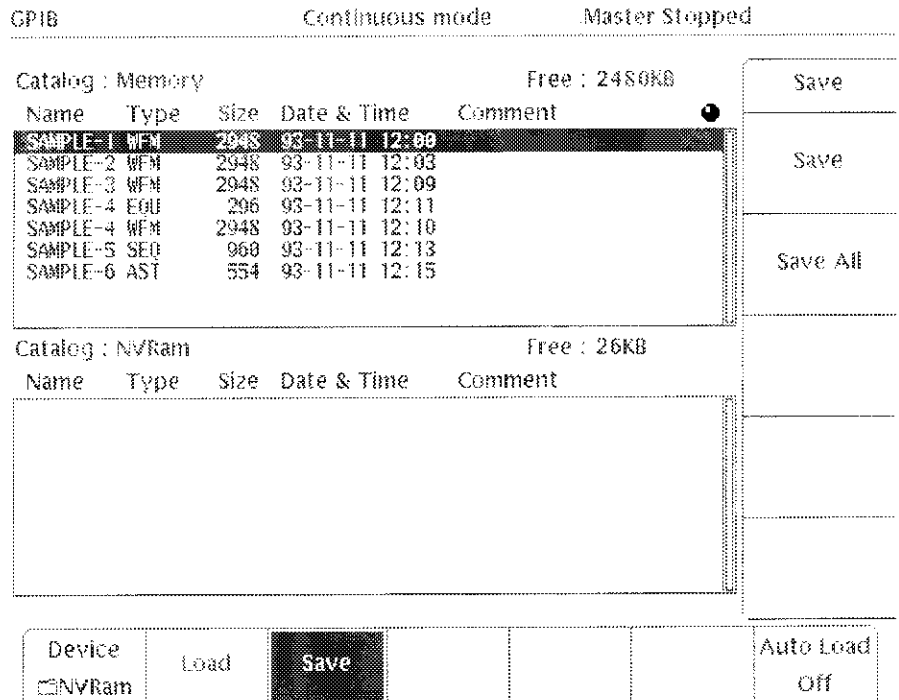 GPIB Continuous mode Master Stopped
Catalog : Memory Free : 2480KB
Name Type Size Date & Time Comment
SAMPLE-1 WFM 2948 93-11-11 12:00
SAMPLE-2 WFM 2948 93-11-11 12:03
SAMPLE-3 WFM 2948 93-11-11 12:09
SAMPLE-4 EQU 296 93-11-11 12:11
SAMPLE-4 WFM 2948 93-11-11 12:10
SAMPLE-5 SEQ 960 93-11-11 12:13
SAMPLE-6 AST 554 93-11-11 12:15
Catalog : NVRam Free : 26KB
Name Type Size Date & Time Comment
Save
Save
Save All
Device
NVRam
Load
Save
Auto Load
Off